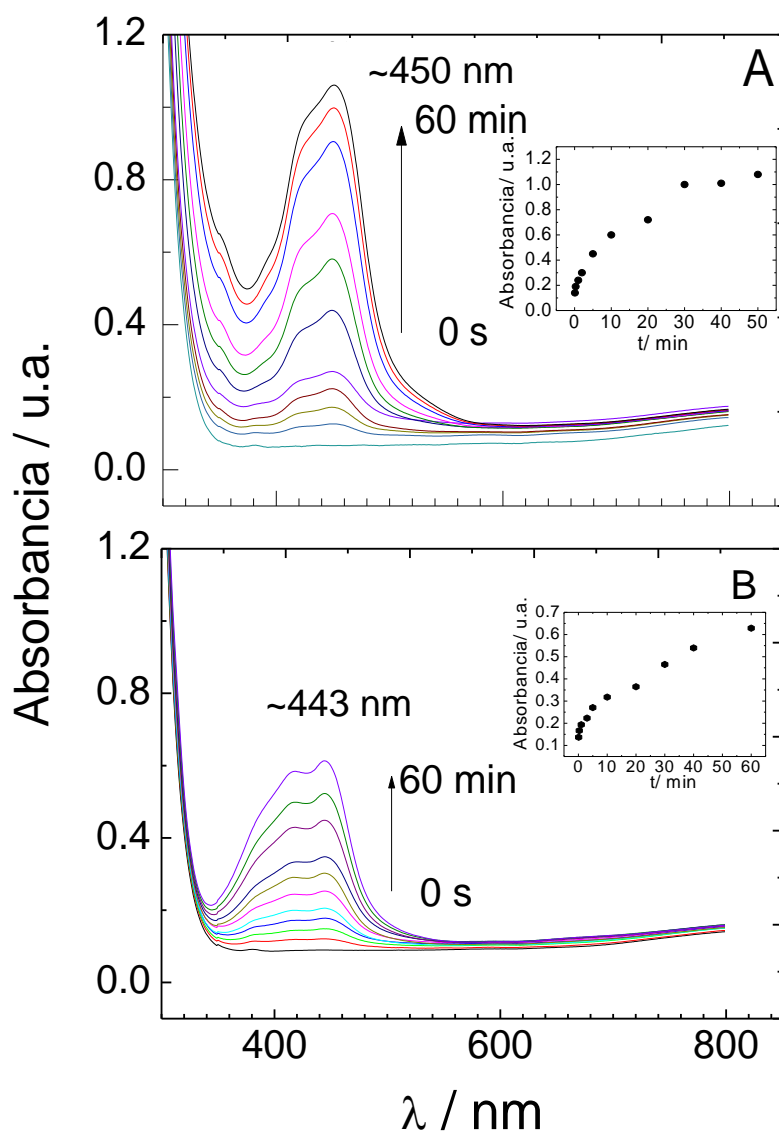 A
1.2
0.8
0.4
0.0
~450 nm
60 min
0 s
Absorbancia/ u.a.
1.2
1.0
0.8
0.6
0.4
0.2
0.0
0 10 20 30 40 50
t/ min
Absorbancia / u.a.
B
1.2
0.8
0.4
0.0
~443 nm
60 min
0 s
Absorbancia/ u.a.
0.7
0.6
0.5
0.4
0.3
0.2
0.1
0 10 20 30 40 50 60
t/ min
400 600 800
λ / nm